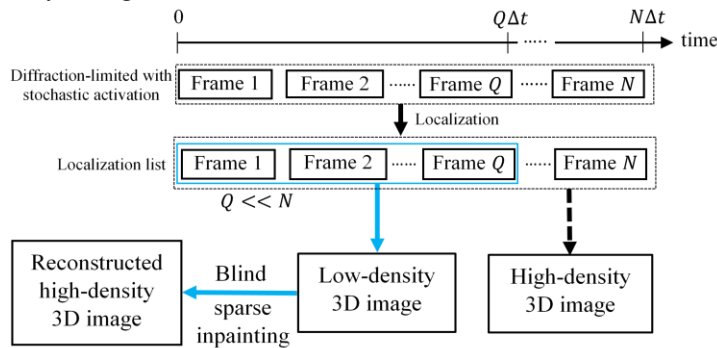 0 QΔt NΔt
..... time
Diffraction-limited with stochastic activation
Frame 1 Frame 2 ...... Frame Q ...... Frame N
Localization
Localization list
Frame 1 Frame 2 ...... Frame Q ...... Frame N
Q << N
Reconstructed
high-density
3D image
Blind
sparse
inpainting
Low-density
3D image
High-density
3D image